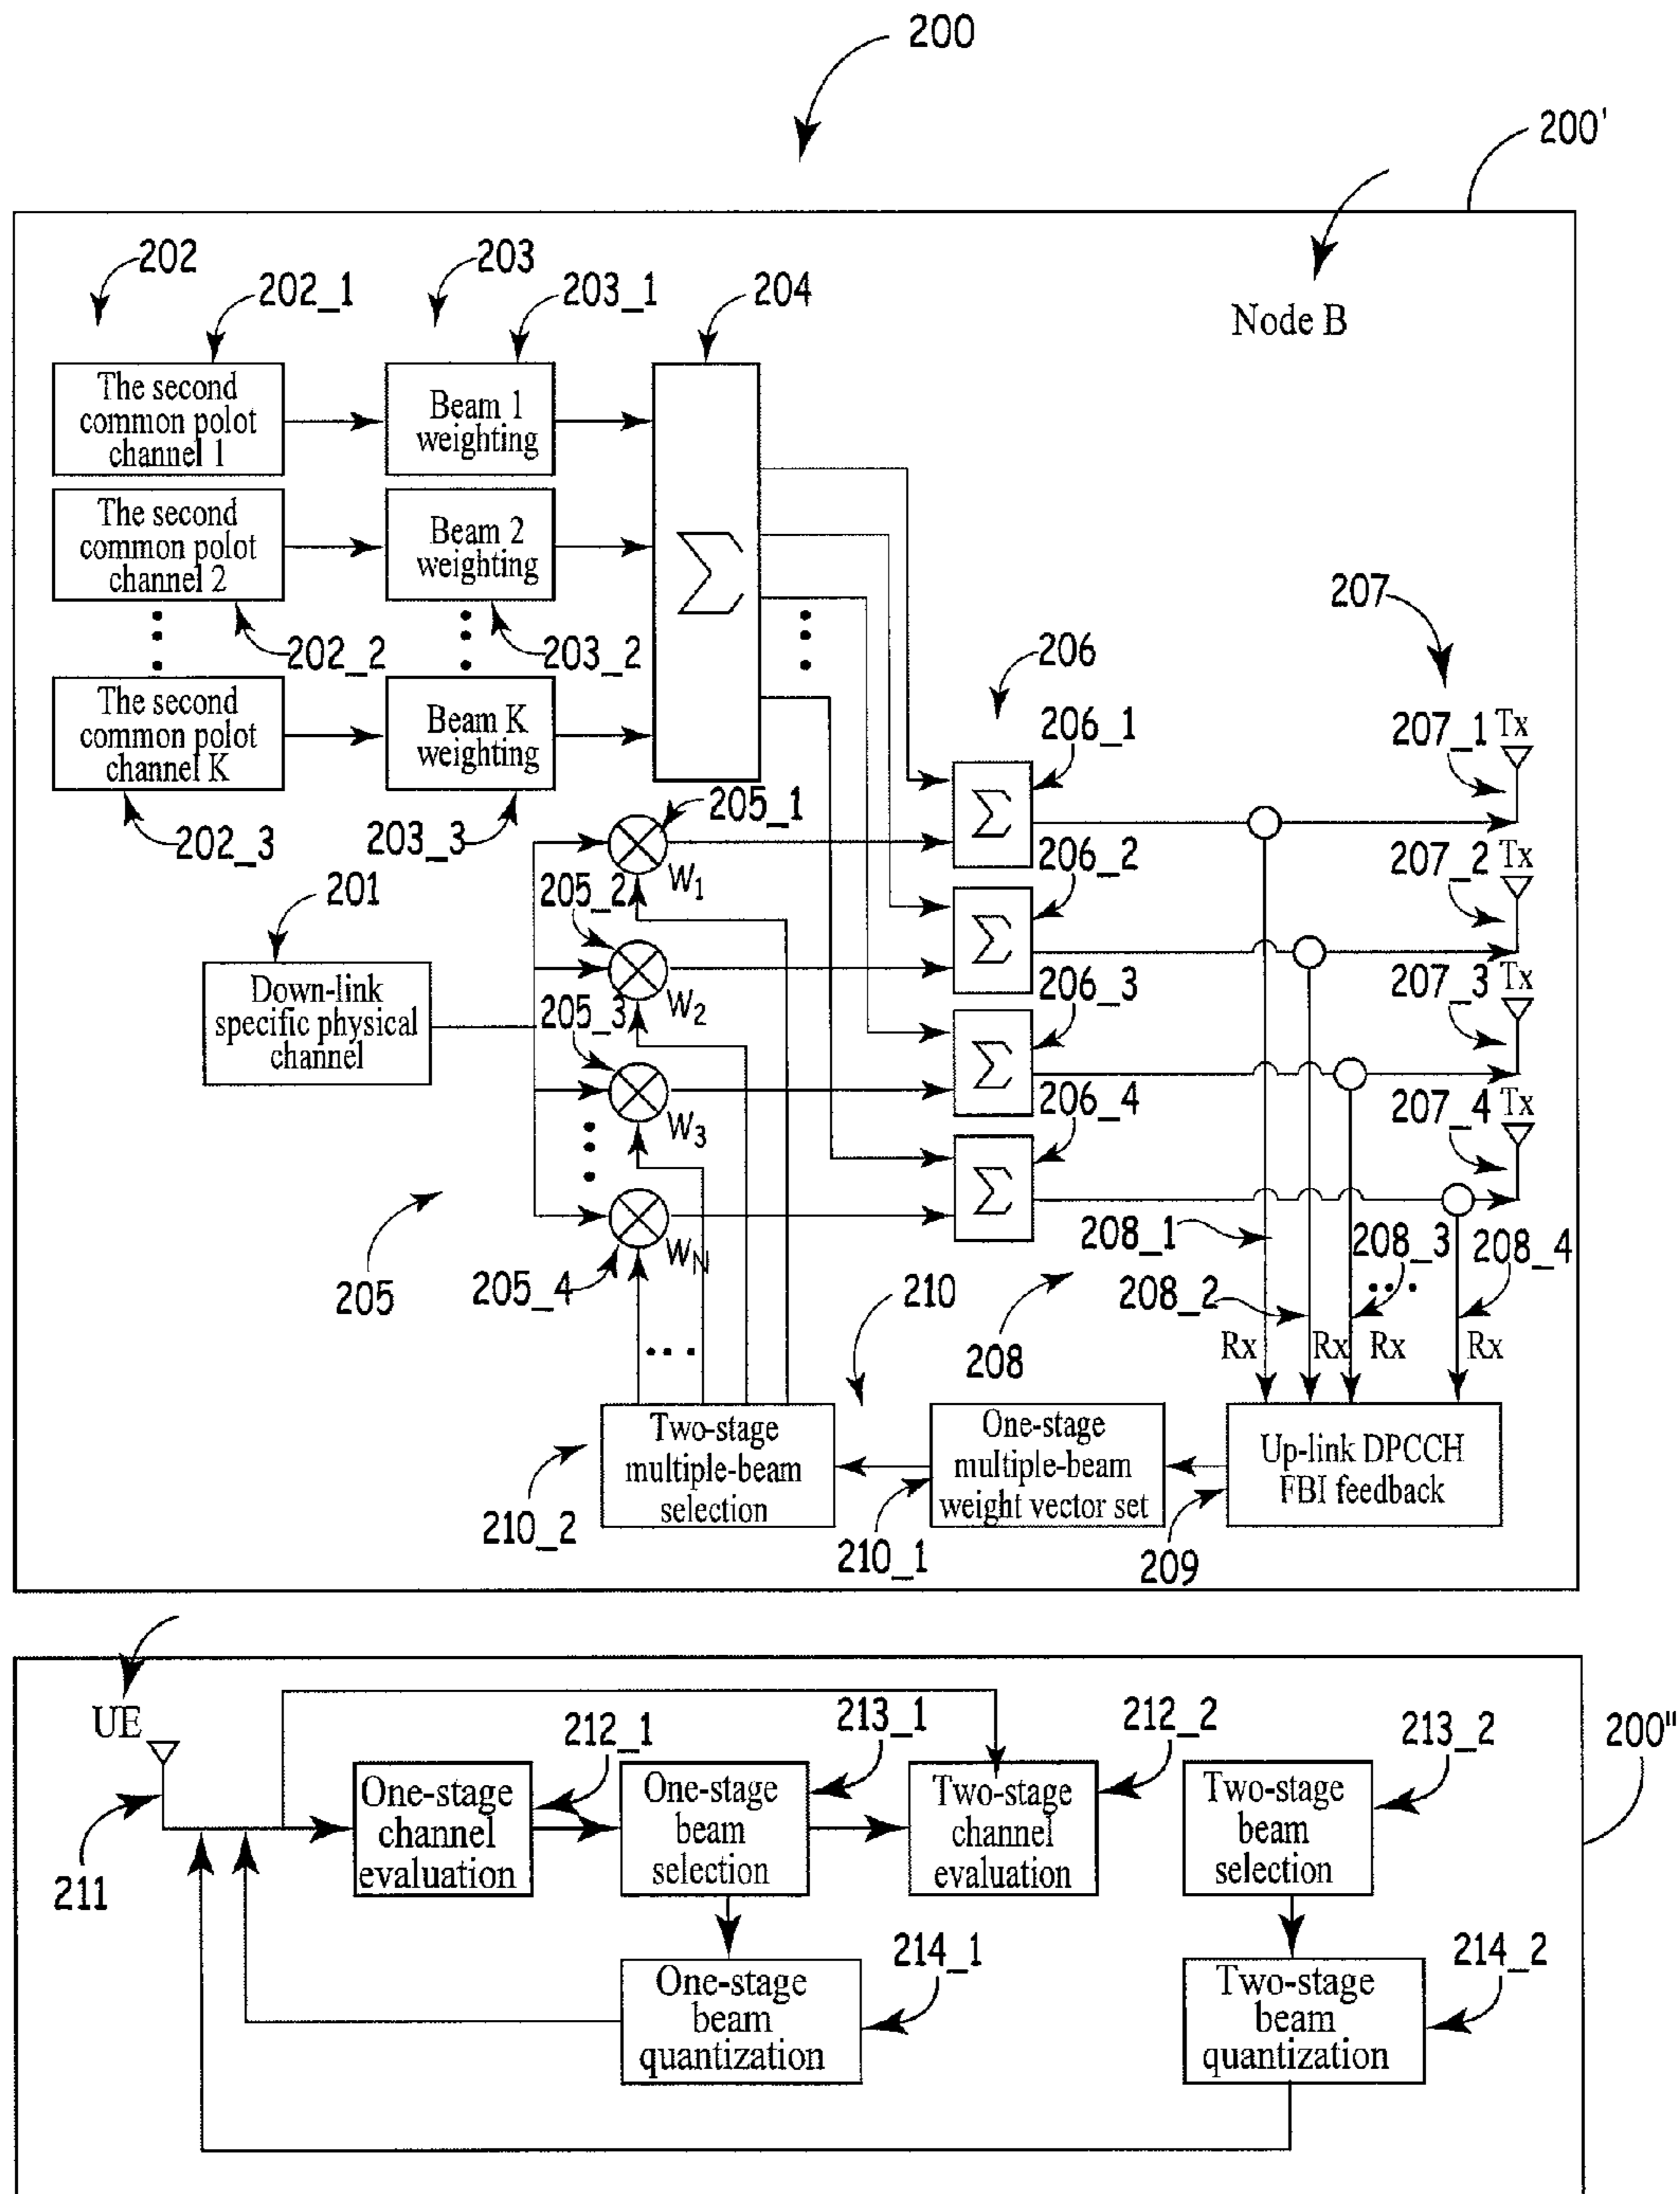 200
200'
202
203
202_1
203_1
204
Node B
The second
common polot
channel 1
Beam 1
weighting
The second
common polot
channel 2
Beam 2
weighting
Σ
202_2
203_2
207
206
The second
common polot
channel K
Beam K
weighting
206_1
207_1 Tx
202_3
203_3
205_1
Σ
W1
206_2
207_2 Tx
201
205_2
Σ
Down-link
specific physical
channel
205_3
W2
206_3
207_3 Tx
Σ
W3
206_4
207_4 Tx
Σ
205
205_4
WN
208_1
208_2
208_3
208_4
210
208
...
...
Rx Rx Rx Rx
Two-stage
multiple-beam
selection
One-stage
multiple-beam
weight vector set
Up-link DPCCH
FBI feedback
210_2
210_1
209
UE
212_1
213_1
212_2
213_2
200"
One-stage
channel
evaluation
One-stage
beam
selection
Two-stage
channel
evaluation
Two-stage
beam
selection
211
214_1
214_2
One-stage
beam
quantization
Two-stage
beam
quantization